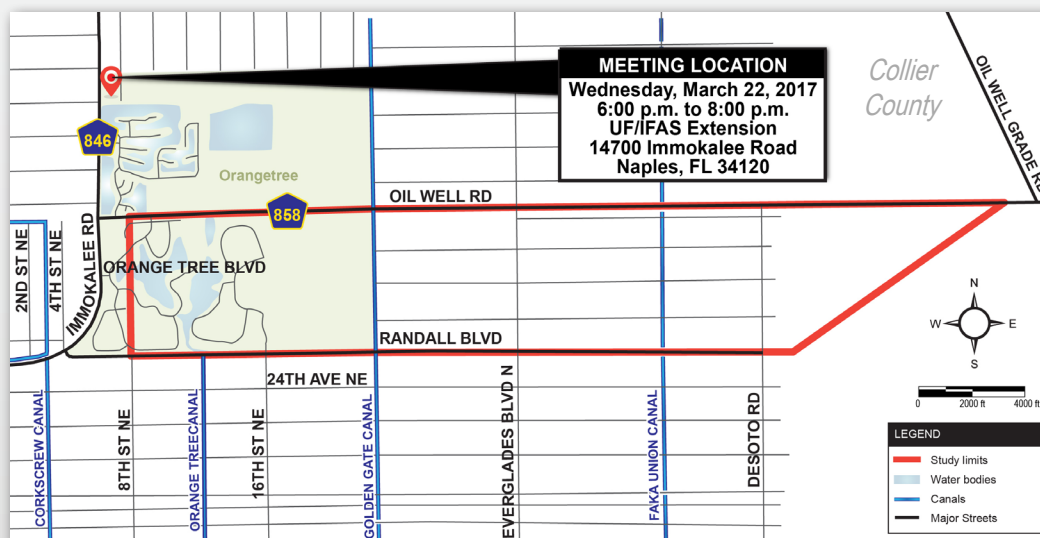 MEETING LOCATION
Wednesday, March 22, 2017
6:00 p.m. to 8:00 p.m.
UF/IFAS Extension
14700 Immokalee Road
Naples, FL 34120
Collier
County
OIL WELL GRADE RD
846
Orangetree
858
OIL WELL RD
2ND ST NE
4TH ST NE
IMMOKALEE RD
ORANGE TREE BLVD
RANDALL BLVD
24TH AVE NE
N
W
E
S
0
2000 ft
4000 ft
CORKSCREW CANAL
8TH ST NE
ORANGE TREECANAL
16TH ST NE
GOLDEN GATE CANAL
EVERGLADES BLVD N
FAKA UNION CANAL
DESOTO RD
LEGEND
Study limits
Water bodies
Canals
Major Streets